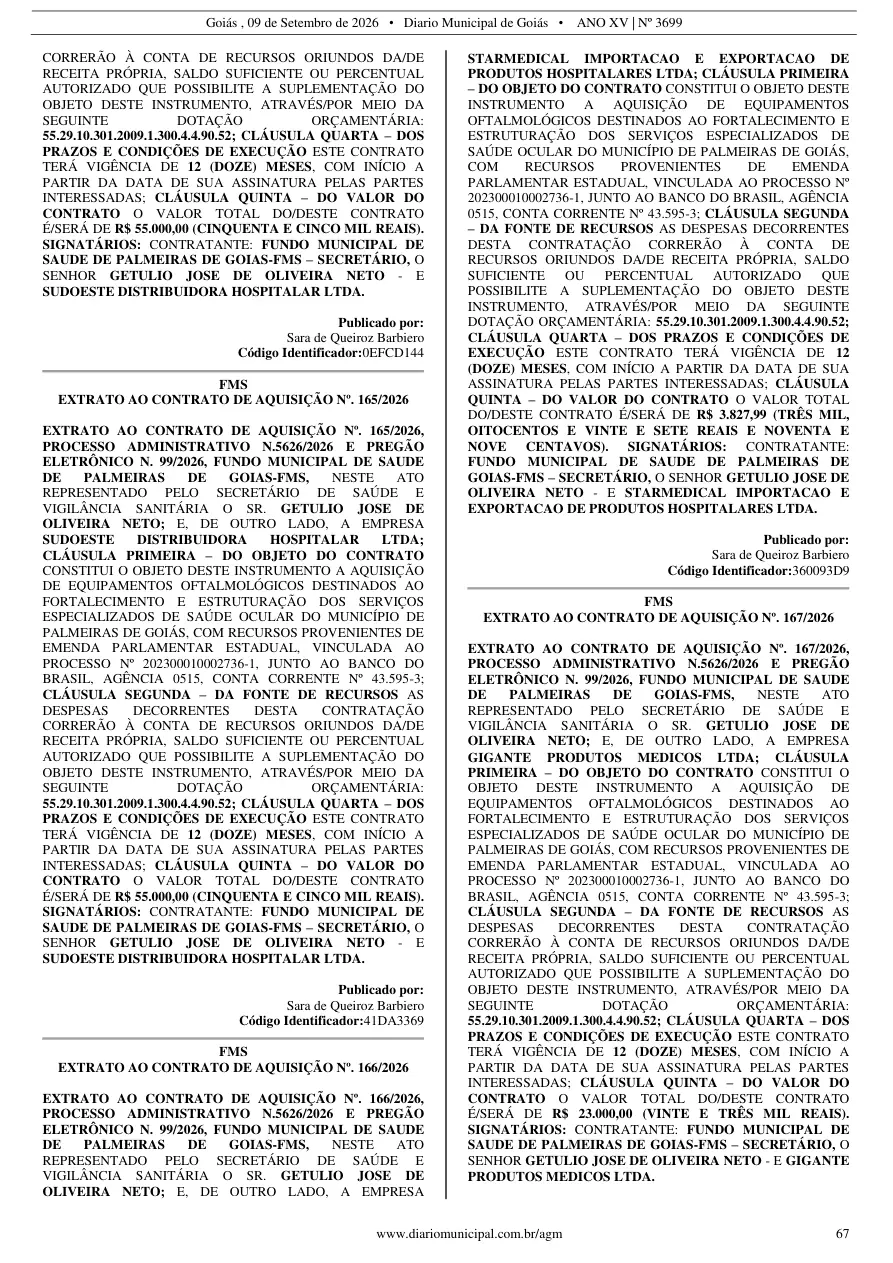 Goiás , 09 de Setembro de 2026 • Diario Municipal de Goiás • ANO XV | Nº 3699
CORRERÃO À CONTA DE RECURSOS ORIUNDOS DA/DE
RECEITA PRÓPRIA, SALDO SUFICIENTE OU PERCENTUAL
AUTORIZADO QUE POSSIBILITE A SUPLEMENTAÇÃO DO
OBJETO DESTE INSTRUMENTO, ATRAVÉS/POR MEIO DA
SEGUINTE DOTAÇÃO ORÇAMENTÁRIA:
55.29.10.301.2009.1.300.4.4.90.52; CLÁUSULA QUARTA – DOS
PRAZOS E CONDIÇÕES DE EXECUÇÃO ESTE CONTRATO
TERÁ VIGÊNCIA DE 12 (DOZE) MESES, COM INÍCIO A
PARTIR DA DATA DE SUA ASSINATURA PELAS PARTES
INTERESSADAS; CLÁUSULA QUINTA – DO VALOR DO
CONTRATO O VALOR TOTAL DO/DESTE CONTRATO
É/SERÁ DE R$ 55.000,00 (CINQUENTA E CINCO MIL REAIS).
SIGNATÁRIOS: CONTRATANTE: FUNDO MUNICIPAL DE
SAUDE DE PALMEIRAS DE GOIAS-FMS – SECRETÁRIO, O
SENHOR GETULIO JOSE DE OLIVEIRA NETO - E
SUDOESTE DISTRIBUIDORA HOSPITALAR LTDA.
Publicado por:
Sara de Queiroz Barbiero
Código Identificador:0EFCD144
FMS
EXTRATO AO CONTRATO DE AQUISIÇÃO Nº. 165/2026
EXTRATO AO CONTRATO DE AQUISIÇÃO Nº. 165/2026,
PROCESSO ADMINISTRATIVO N.5626/2026 E PREGÃO
ELETRÔNICO N. 99/2026, FUNDO MUNICIPAL DE SAUDE
DE PALMEIRAS DE GOIAS-FMS, NESTE ATO
REPRESENTADO PELO SECRETÁRIO DE SAÚDE E
VIGILÂNCIA SANITÁRIA O SR. GETULIO JOSE DE
OLIVEIRA NETO; E, DE OUTRO LADO, A EMPRESA
SUDOESTE DISTRIBUIDORA HOSPITALAR LTDA;
CLÁUSULA PRIMEIRA – DO OBJETO DO CONTRATO
CONSTITUI O OBJETO DESTE INSTRUMENTO A AQUISIÇÃO
DE EQUIPAMENTOS OFTALMOLÓGICOS DESTINADOS AO
FORTALECIMENTO E ESTRUTURAÇÃO DOS SERVIÇOS
ESPECIALIZADOS DE SAÚDE OCULAR DO MUNICÍPIO DE
PALMEIRAS DE GOIÁS, COM RECURSOS PROVENIENTES DE
EMENDA PARLAMENTAR ESTADUAL, VINCULADA AO
PROCESSO Nº 202300010002736-1, JUNTO AO BANCO DO
BRASIL, AGÊNCIA 0515, CONTA CORRENTE Nº 43.595-3;
CLÁUSULA SEGUNDA – DA FONTE DE RECURSOS AS
DESPESAS DECORRENTES DESTA CONTRATAÇÃO
CORRERÃO À CONTA DE RECURSOS ORIUNDOS DA/DE
RECEITA PRÓPRIA, SALDO SUFICIENTE OU PERCENTUAL
AUTORIZADO QUE POSSIBILITE A SUPLEMENTAÇÃO DO
OBJETO DESTE INSTRUMENTO, ATRAVÉS/POR MEIO DA
SEGUINTE DOTAÇÃO ORÇAMENTÁRIA:
55.29.10.301.2009.1.300.4.4.90.52; CLÁUSULA QUARTA – DOS
PRAZOS E CONDIÇÕES DE EXECUÇÃO ESTE CONTRATO
TERÁ VIGÊNCIA DE 12 (DOZE) MESES, COM INÍCIO A
PARTIR DA DATA DE SUA ASSINATURA PELAS PARTES
INTERESSADAS; CLÁUSULA QUINTA – DO VALOR DO
CONTRATO O VALOR TOTAL DO/DESTE CONTRATO
É/SERÁ DE R$ 55.000,00 (CINQUENTA E CINCO MIL REAIS).
SIGNATÁRIOS: CONTRATANTE: FUNDO MUNICIPAL DE
SAUDE DE PALMEIRAS DE GOIAS-FMS – SECRETÁRIO, O
SENHOR GETULIO JOSE DE OLIVEIRA NETO - E
SUDOESTE DISTRIBUIDORA HOSPITALAR LTDA.
Publicado por:
Sara de Queiroz Barbiero
Código Identificador:41DA3369
FMS
EXTRATO AO CONTRATO DE AQUISIÇÃO Nº. 166/2026
EXTRATO AO CONTRATO DE AQUISIÇÃO Nº. 166/2026,
PROCESSO ADMINISTRATIVO N.5626/2026 E PREGÃO
ELETRÔNICO N. 99/2026, FUNDO MUNICIPAL DE SAUDE
DE PALMEIRAS DE GOIAS-FMS, NESTE ATO
REPRESENTADO PELO SECRETÁRIO DE SAÚDE E
VIGILÂNCIA SANITÁRIA O SR. GETULIO JOSE DE
OLIVEIRA NETO; E, DE OUTRO LADO, A EMPRESA
STARMEDICAL IMPORTACAO E EXPORTACAO DE
PRODUTOS HOSPITALARES LTDA; CLÁUSULA PRIMEIRA
– DO OBJETO DO CONTRATO CONSTITUI O OBJETO DESTE
INSTRUMENTO A AQUISIÇÃO DE EQUIPAMENTOS
OFTALMOLÓGICOS DESTINADOS AO FORTALECIMENTO E
ESTRUTURAÇÃO DOS SERVIÇOS ESPECIALIZADOS DE
SAÚDE OCULAR DO MUNICÍPIO DE PALMEIRAS DE GOIÁS,
COM RECURSOS PROVENIENTES DE EMENDA
PARLAMENTAR ESTADUAL, VINCULADA AO PROCESSO Nº
202300010002736-1, JUNTO AO BANCO DO BRASIL, AGÊNCIA
0515, CONTA CORRENTE Nº 43.595-3; CLÁUSULA SEGUNDA
– DA FONTE DE RECURSOS AS DESPESAS DECORRENTES
DESTA CONTRATAÇÃO CORRERÃO À CONTA DE
RECURSOS ORIUNDOS DA/DE RECEITA PRÓPRIA, SALDO
SUFICIENTE OU PERCENTUAL AUTORIZADO QUE
POSSIBILITE A SUPLEMENTAÇÃO DO OBJETO DESTE
INSTRUMENTO, ATRAVÉS/POR MEIO DA SEGUINTE
DOTAÇÃO ORÇAMENTÁRIA: 55.29.10.301.2009.1.300.4.4.90.52;
CLÁUSULA QUARTA – DOS PRAZOS E CONDIÇÕES DE
EXECUÇÃO ESTE CONTRATO TERÁ VIGÊNCIA DE 12
(DOZE) MESES, COM INÍCIO A PARTIR DA DATA DE SUA
ASSINATURA PELAS PARTES INTERESSADAS; CLÁUSULA
QUINTA – DO VALOR DO CONTRATO O VALOR TOTAL
DO/DESTE CONTRATO É/SERÁ DE R$ 3.827,99 (TRÊS MIL,
OITOCENTOS E VINTE E SETE REAIS E NOVENTA E
NOVE CENTAVOS). SIGNATÁRIOS: CONTRATANTE:
FUNDO MUNICIPAL DE SAUDE DE PALMEIRAS DE
GOIAS-FMS – SECRETÁRIO, O SENHOR GETULIO JOSE DE
OLIVEIRA NETO - E STARMEDICAL IMPORTACAO E
EXPORTACAO DE PRODUTOS HOSPITALARES LTDA.
Publicado por:
Sara de Queiroz Barbiero
Código Identificador:360093D9
FMS
EXTRATO AO CONTRATO DE AQUISIÇÃO Nº. 167/2026
EXTRATO AO CONTRATO DE AQUISIÇÃO Nº. 167/2026,
PROCESSO ADMINISTRATIVO N.5626/2026 E PREGÃO
ELETRÔNICO N. 99/2026, FUNDO MUNICIPAL DE SAUDE
DE PALMEIRAS DE GOIAS-FMS, NESTE ATO
REPRESENTADO PELO SECRETÁRIO DE SAÚDE E
VIGILÂNCIA SANITÁRIA O SR. GETULIO JOSE DE
OLIVEIRA NETO; E, DE OUTRO LADO, A EMPRESA
GIGANTE PRODUTOS MEDICOS LTDA; CLÁUSULA
PRIMEIRA – DO OBJETO DO CONTRATO CONSTITUI O
OBJETO DESTE INSTRUMENTO A AQUISIÇÃO DE
EQUIPAMENTOS OFTALMOLÓGICOS DESTINADOS AO
FORTALECIMENTO E ESTRUTURAÇÃO DOS SERVIÇOS
ESPECIALIZADOS DE SAÚDE OCULAR DO MUNICÍPIO DE
PALMEIRAS DE GOIÁS, COM RECURSOS PROVENIENTES DE
EMENDA PARLAMENTAR ESTADUAL, VINCULADA AO
PROCESSO Nº 202300010002736-1, JUNTO AO BANCO DO
BRASIL, AGÊNCIA 0515, CONTA CORRENTE Nº 43.595-3;
CLÁUSULA SEGUNDA – DA FONTE DE RECURSOS AS
DESPESAS DECORRENTES DESTA CONTRATAÇÃO
CORRERÃO À CONTA DE RECURSOS ORIUNDOS DA/DE
RECEITA PRÓPRIA, SALDO SUFICIENTE OU PERCENTUAL
AUTORIZADO QUE POSSIBILITE A SUPLEMENTAÇÃO DO
OBJETO DESTE INSTRUMENTO, ATRAVÉS/POR MEIO DA
SEGUINTE DOTAÇÃO ORÇAMENTÁRIA:
55.29.10.301.2009.1.300.4.4.90.52; CLÁUSULA QUARTA – DOS
PRAZOS E CONDIÇÕES DE EXECUÇÃO ESTE CONTRATO
TERÁ VIGÊNCIA DE 12 (DOZE) MESES, COM INÍCIO A
PARTIR DA DATA DE SUA ASSINATURA PELAS PARTES
INTERESSADAS; CLÁUSULA QUINTA – DO VALOR DO
CONTRATO O VALOR TOTAL DO/DESTE CONTRATO
É/SERÁ DE R$ 23.000,00 (VINTE E TRÊS MIL REAIS).
SIGNATÁRIOS: CONTRATANTE: FUNDO MUNICIPAL DE
SAUDE DE PALMEIRAS DE GOIAS-FMS – SECRETÁRIO, O
SENHOR GETULIO JOSE DE OLIVEIRA NETO - E GIGANTE
PRODUTOS MEDICOS LTDA.
www.diariomunicipal.com.br/agm 67